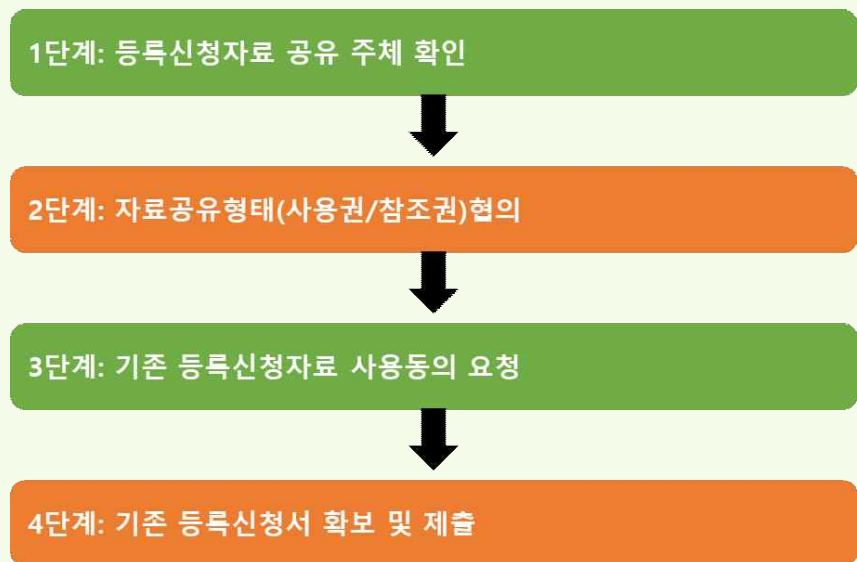 1단계: 등록신청자료 공유 주체 확인
2단계: 자료공유형태(사용권/참조권)협의
3단계: 기존 등록신청자료 사용동의 요청
4단계: 기존 등록신청서 확보 및 제출